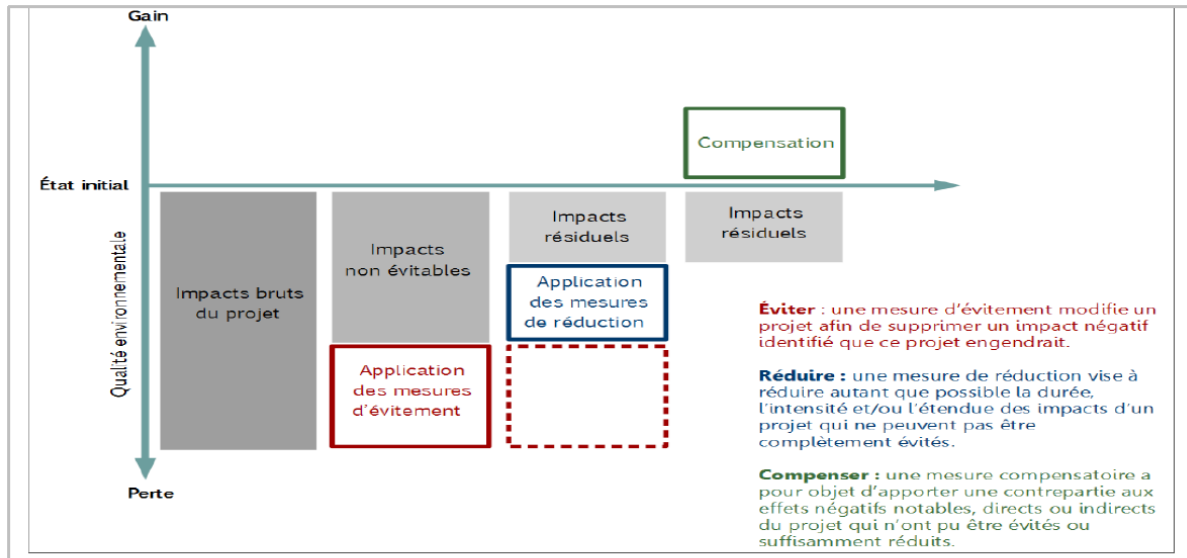 Gain
Compensation
État initial
Qualité environnementale
Impacts bruts
du projet
Impacts
non évitables
Impacts
résiduels
Impacts
résiduels
Application
des mesures
de réduction
Application
des mesures
d'évitement
Perte
Éviter : une mesure d'évitement modifie un
projet afin de supprimer un impact négatif
identifié que ce projet engendrait.
Réduire : une mesure de réduction vise à
réduire autant que possible la durée,
l'intensité et/ou l'étendue des impacts d'un
projet qui ne peuvent pas être
complètement évités.
Compenser : une mesure compensatoire a
pour objet d'apporter une contrepartie aux
effets négatifs notables, directs ou indirects
du projet qui n'ont pu être évités ou
suffisamment réduits.